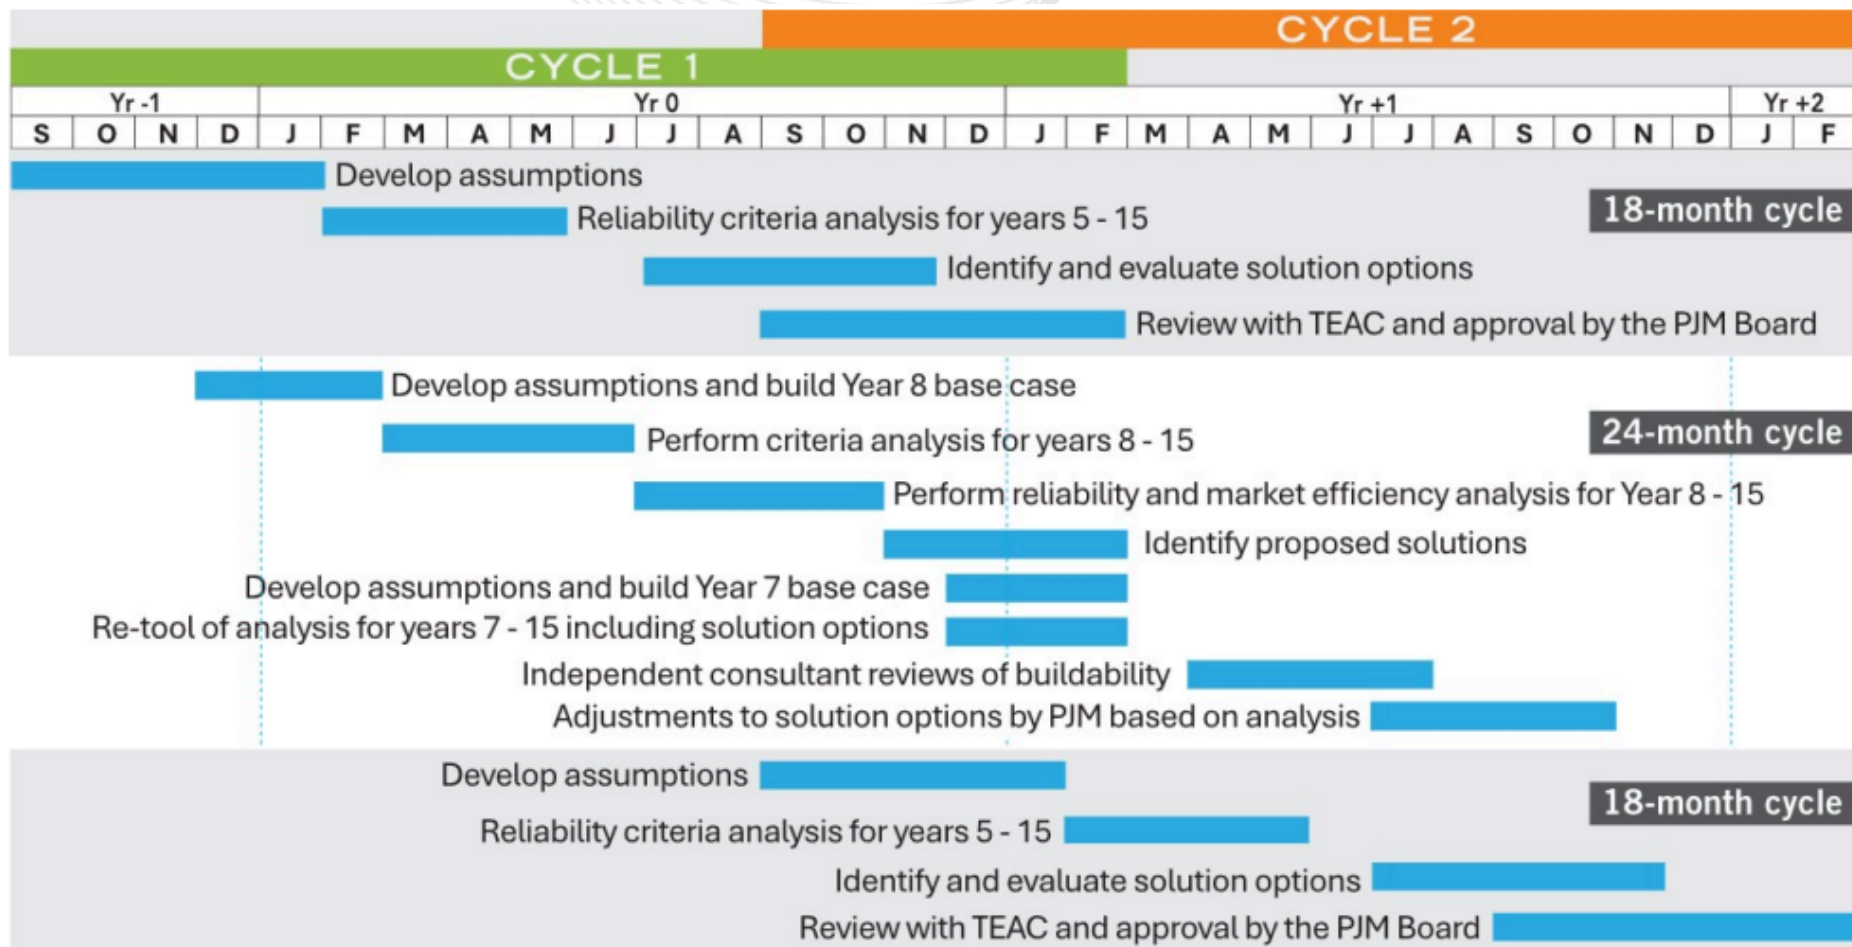 CYCLE 2
CYCLE 1
Yr -1 Yr 0 Yr +1 Yr +2
S O N D J F M A M J J A S O N D J F M A M J J A S O N D J F
Develop assumptions
18-month cycle
Reliability criteria analysis for years 5 - 15
Identify and evaluate solution options
Review with TEAC and approval by the PJM Board
Develop assumptions and build Year 8 base case
24-month cycle
Perform criteria analysis for years 8 - 15
Perform reliability and market efficiency analysis for Year 8 - 15
Identify proposed solutions
Develop assumptions and build Year 7 base case
Re-tool of analysis for years 7 - 15 including solution options
Independent consultant reviews of buildability
Adjustments to solution options by PJM based on analysis
Develop assumptions
18-month cycle
Reliability criteria analysis for years 5 - 15
Identify and evaluate solution options
Review with TEAC and approval by the PJM Board